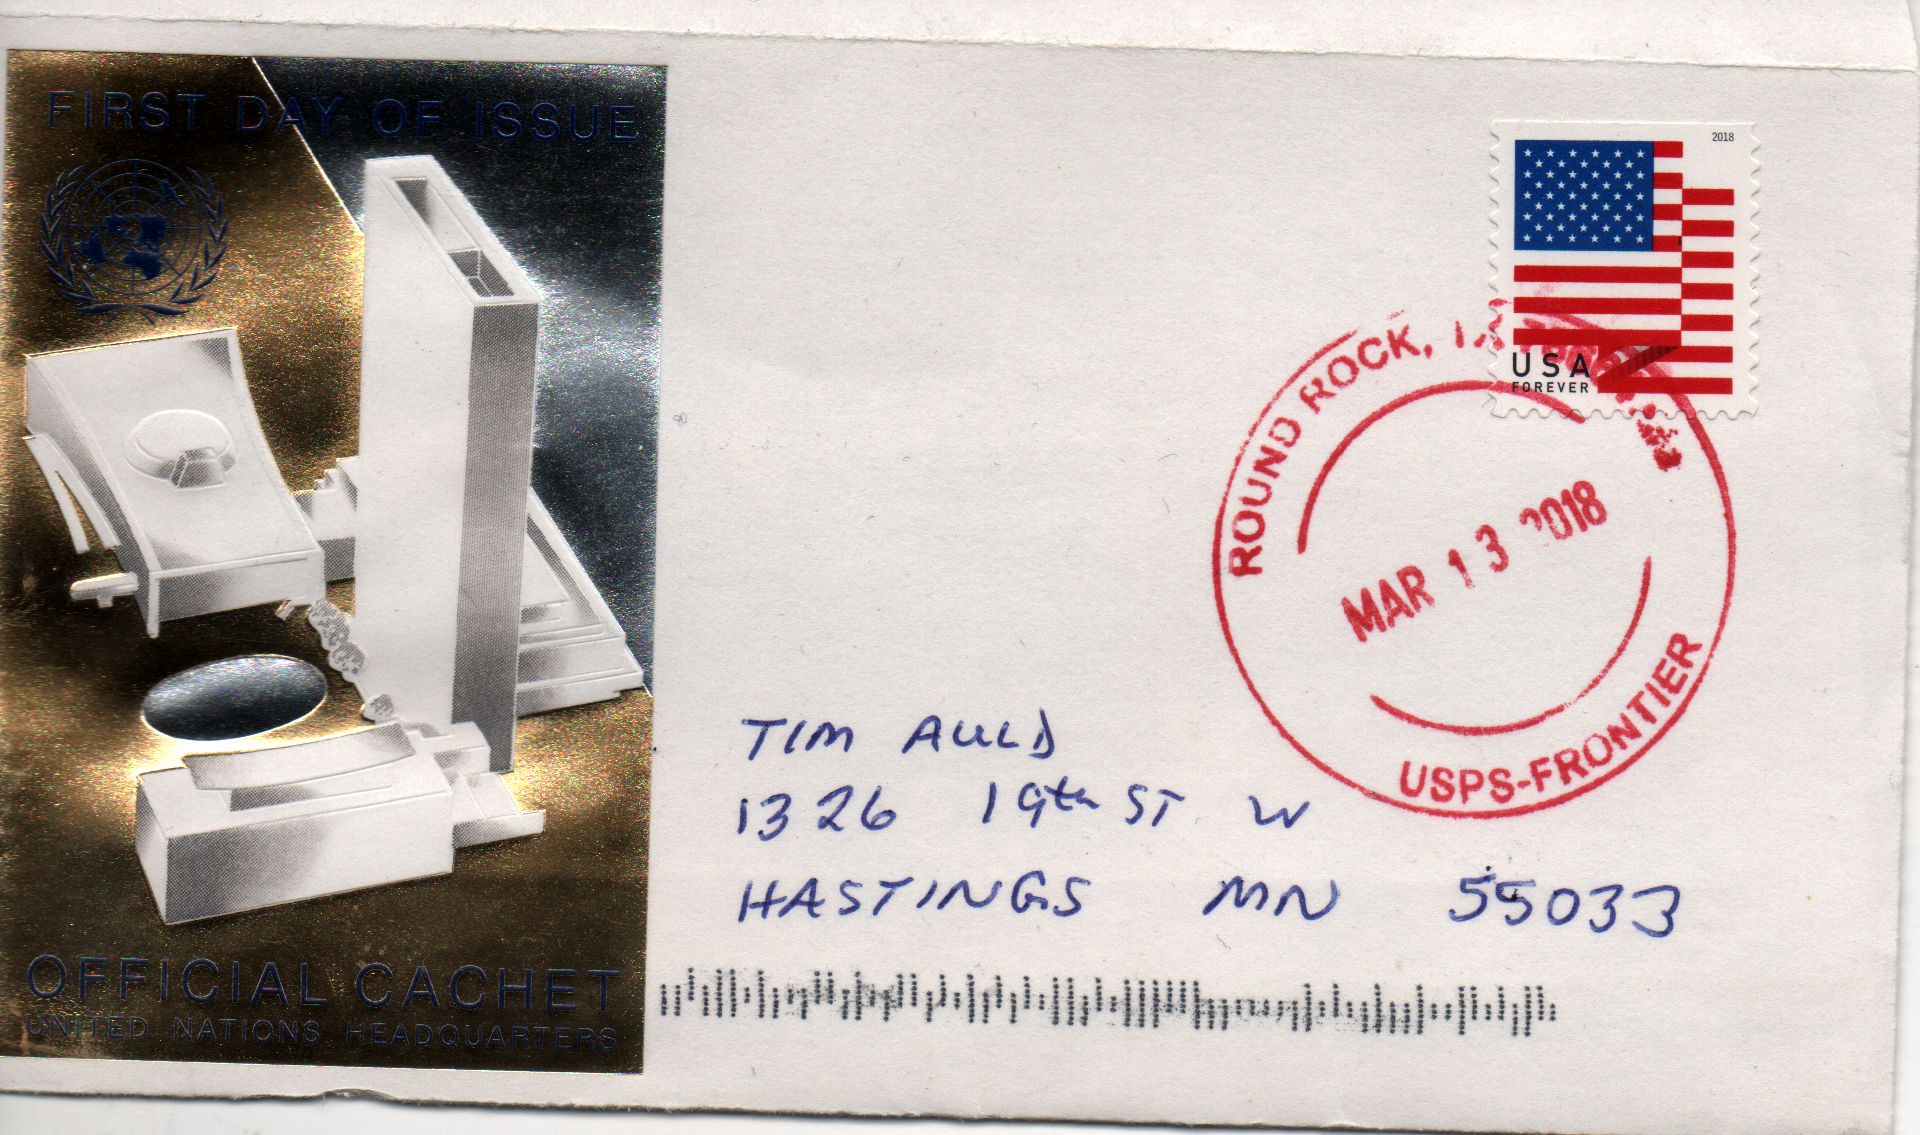 FIRST DAY OF ISSUE
OFFICIAL CACHET
UNITED NATIONS HEADQUARTERS
2018
USA
FOREVER
ROUND ROCK,
MAR 13 2018
USPS-FRONTIER
TIM AULD
1326 19th ST W
HASTINGS MN 55033